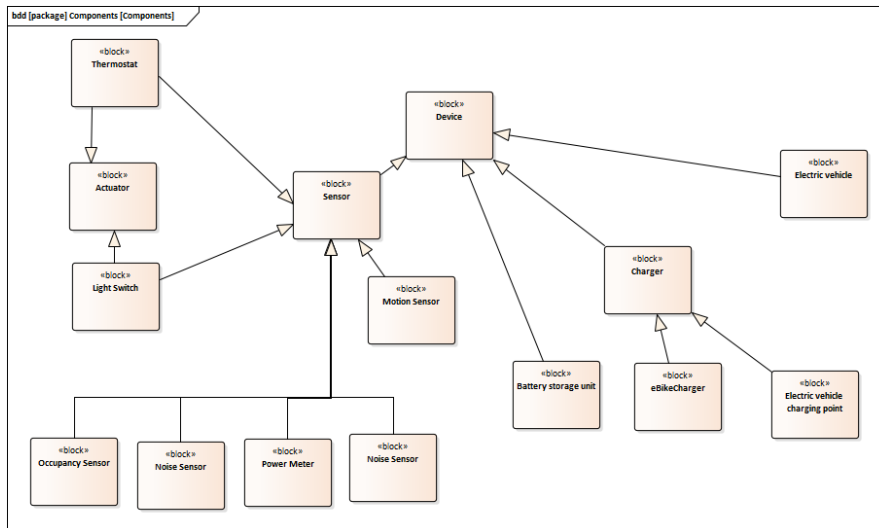 bdd [package] Components [Components]
«block»
Thermostat
«block»
Device
«block»
Electric vehicle
«block»
Actuator
«block»
Sensor
«block»
Charger
«block»
Light Switch
«block»
Motion Sensor
«block»
Battery storage unit
«block»
eBikeCharger
«block»
Electric vehicle
charging point
«block»
Occupancy Sensor
«block»
Noise Sensor
«block»
Power Meter
«block»
Noise Sensor